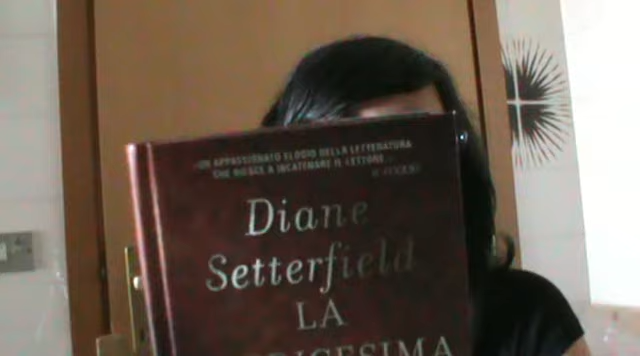 UN APPASSIONATO ELOGIO DELLA LETTERATURA
CHE RIESCE A INCATENARE IL LETTORE
Diane
Setterfield
LA